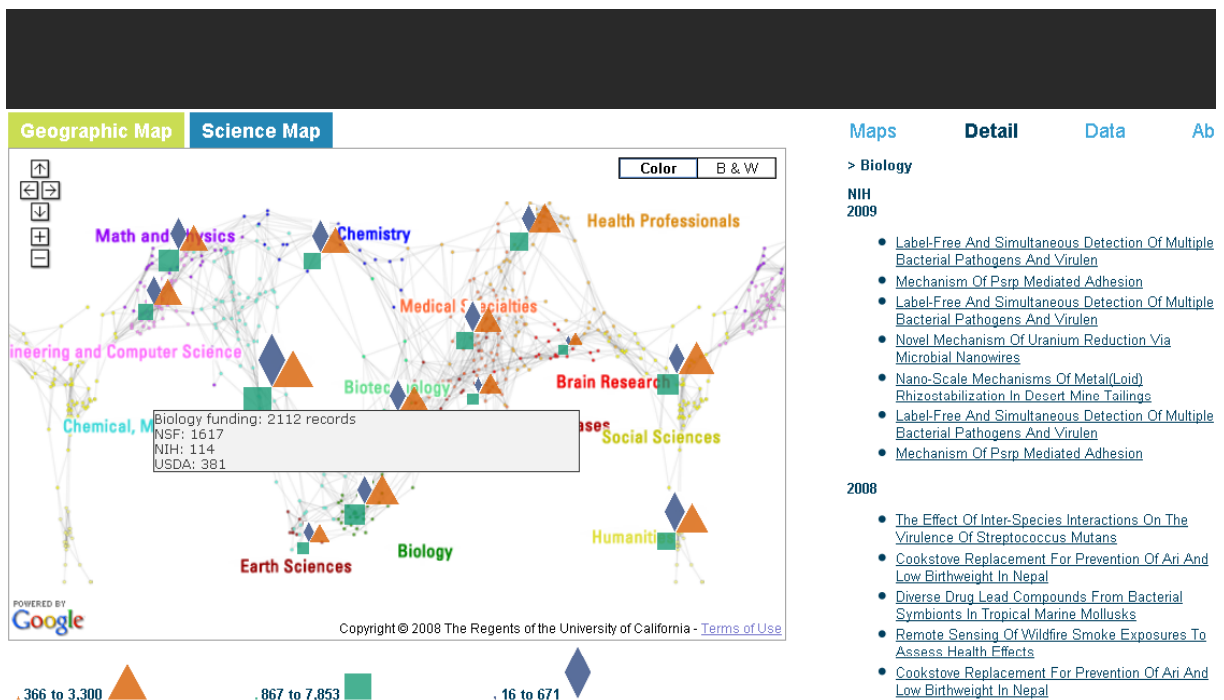 Geographic Map Science Map
Maps Detail Data Ab
Color B & W
> Biology
NIH
2009
Label-Free And Simultaneous Detection Of Multiple
Bacterial Pathogens And Virulen
Mechanism Of Psrp Mediated Adhesion
Label-Free And Simultaneous Detection Of Multiple
Bacterial Pathogens And Virulen
Novel Mechanism Of Uranium Reduction Via
Microbial Nanowires
Nano-Scale Mechanisms Of Metal(Loid)
Rhizostabilization In Desert Mine Tailings
Label-Free And Simultaneous Detection Of Multiple
Bacterial Pathogens And Virulen
Mechanism Of Psrp Mediated Adhesion
2008
The Effect Of Inter-Species Interactions On The
Virulence Of Streptococcus Mutans
Cookstove Replacement For Prevention Of Ari And
Low Birthweight In Nepal
Diverse Drug Lead Compounds From Bacterial
Symbionts In Tropical Marine Mollusks
Remote Sensing Of Wildfire Smoke Exposures To
Assess Health Effects
Cookstove Replacement For Prevention Of Ari And
Low Birthweight In Nepal
Health Professionals
Math and Physics
Chemistry
Medical Specialties
ineering and Computer Science
Biotechnology
Brain Research
Chemical, M
ases
Social Sciences
Biology funding: 2112 records
NSF: 1617
NIH: 114
USDA: 381
Humanities
Biology
Earth Sciences
POWERED BY
Google
Copyright © 2008 The Regents of the University of California - Terms of Use
366 to 3,300
867 to 7,853
16 to 671